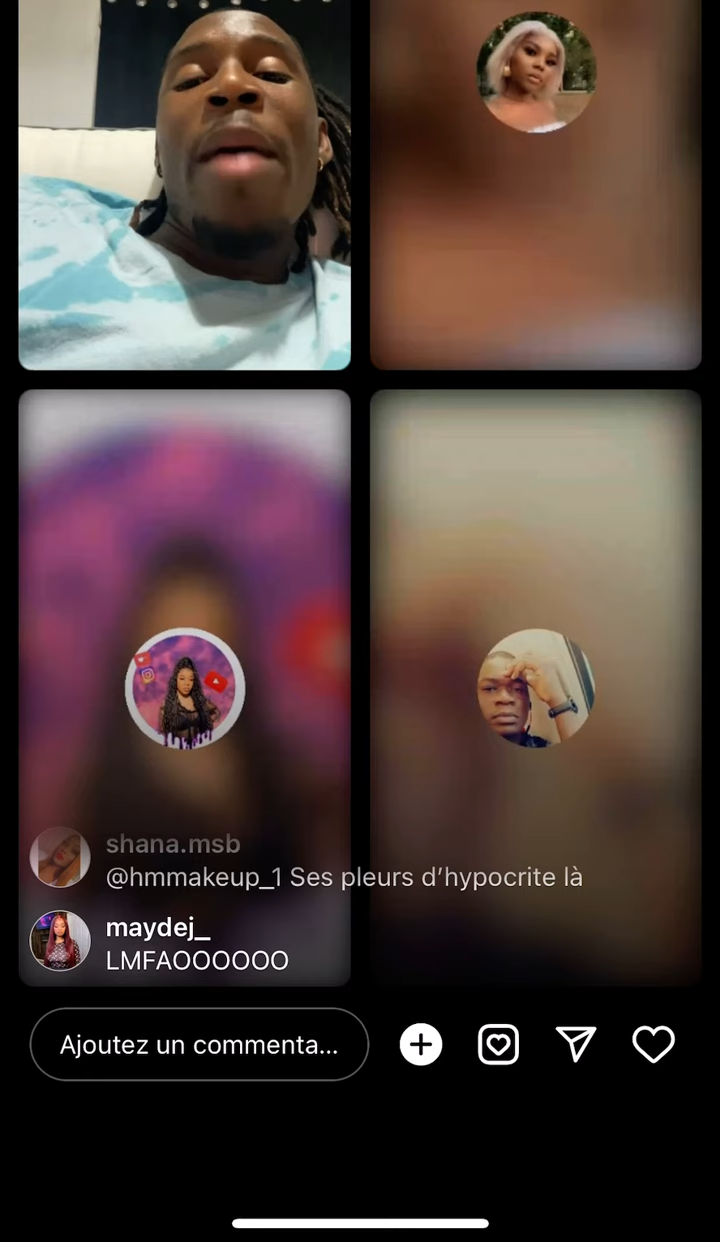 shana.msb
@hmmakeup_1 Ses pleurs d’hypocrite là
maydej_
LMFAOOOOOO
Ajoutez un commenta...